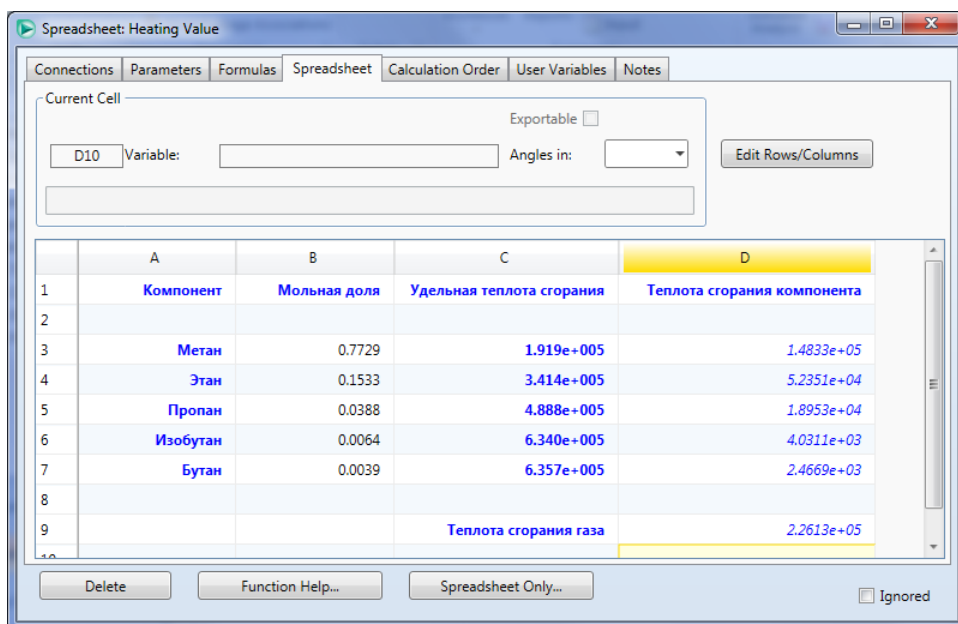 Spreadsheet: Heating Value
Connections Parameters Formulas Spreadsheet Calculation Order User Variables Notes
Current Cell
Exportable
D10 Variable: Angles in: Edit Rows/Columns
A B C D
1 Компонент Мольная доля Удельная теплота сгорания Теплота сгорания компонента
2
3 Метан 0.7729 1.919e+005 1.4833e+05
4 Этан 0.1533 3.414e+005 5.2351e+04
5 Пропан 0.0388 4.888e+005 1.8953e+04
6 Изобутан 0.0064 6.340e+005 4.0311e+03
7 Бутан 0.0039 6.357e+005 2.4669e+03
8
9 Теплота сгорания газа 2.2613e+05
10
Delete Function Help... Spreadsheet Only... Ignored